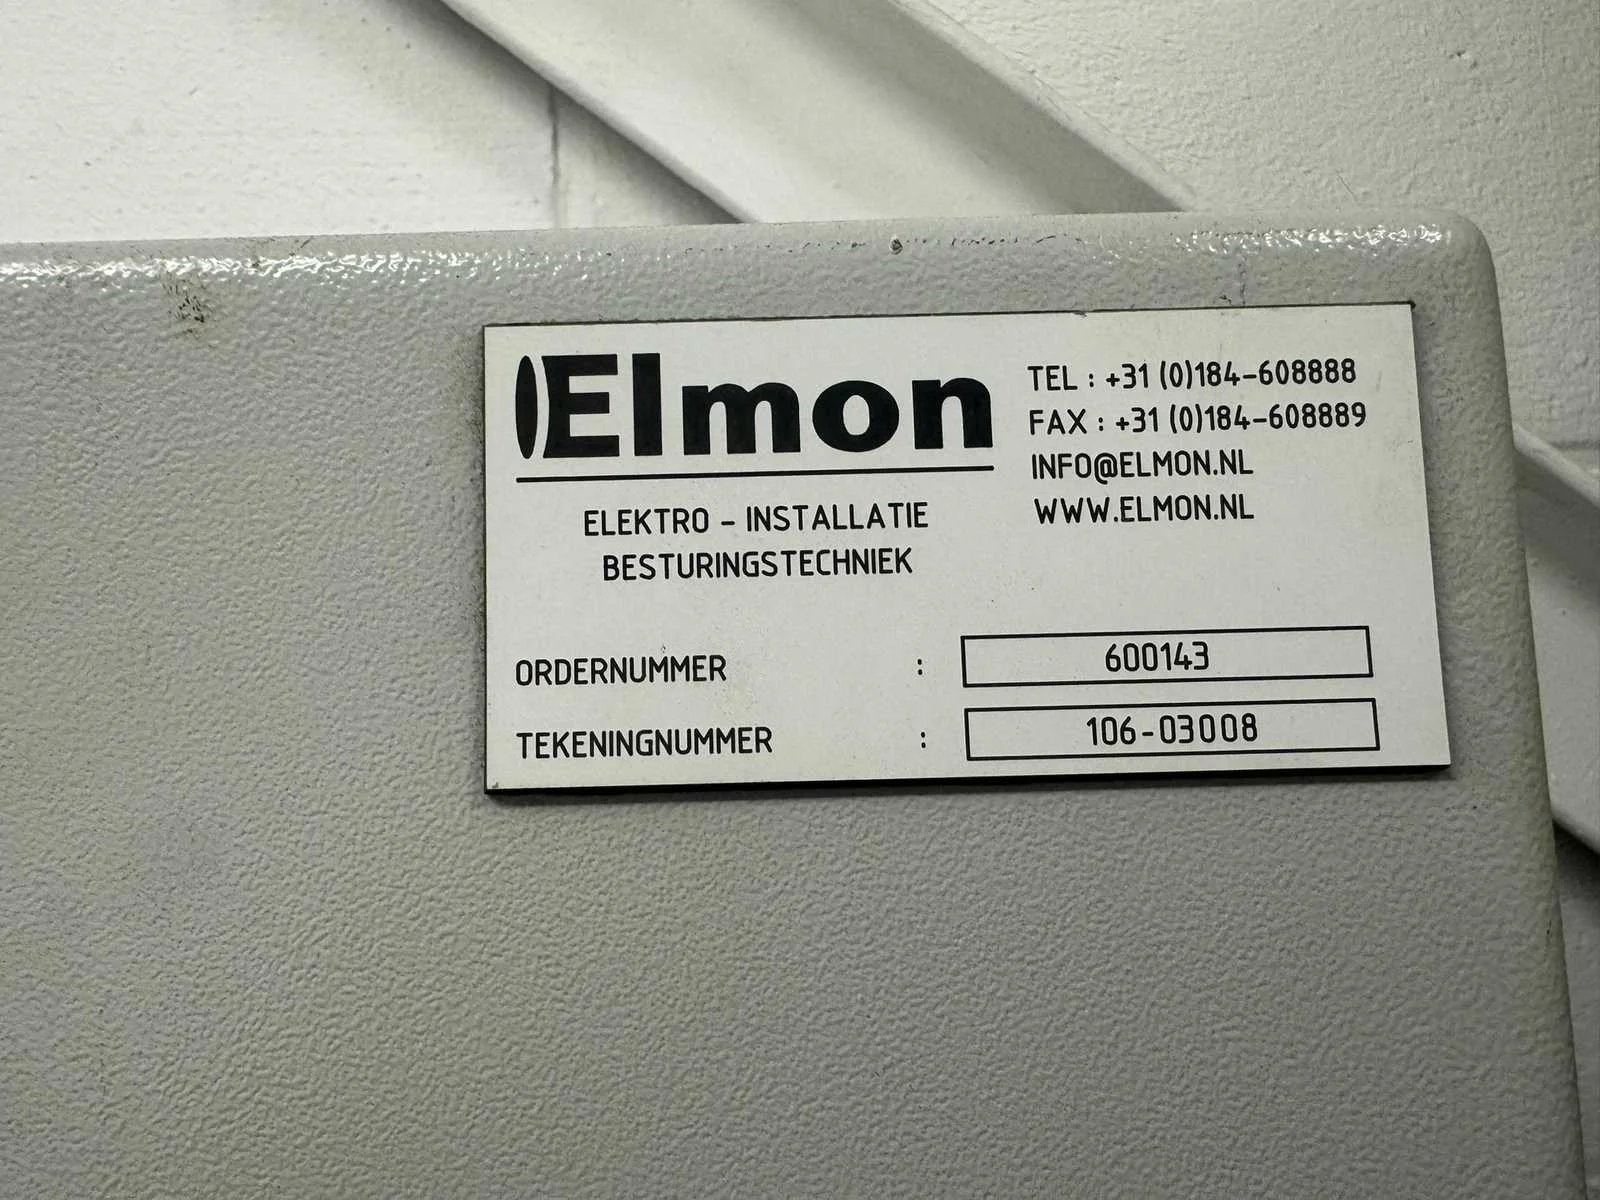 Elmon
ELEKTRO - INSTALLATIE
BESTURINGSTECHNIEK
TEL : +31 (0)184-608888
FAX : +31 (0)184-608889
INFO@ELMON.NL
WWW.ELMON.NL
ORDERNUMMER : 600143
TEKENINGNUMMER : 106-03008